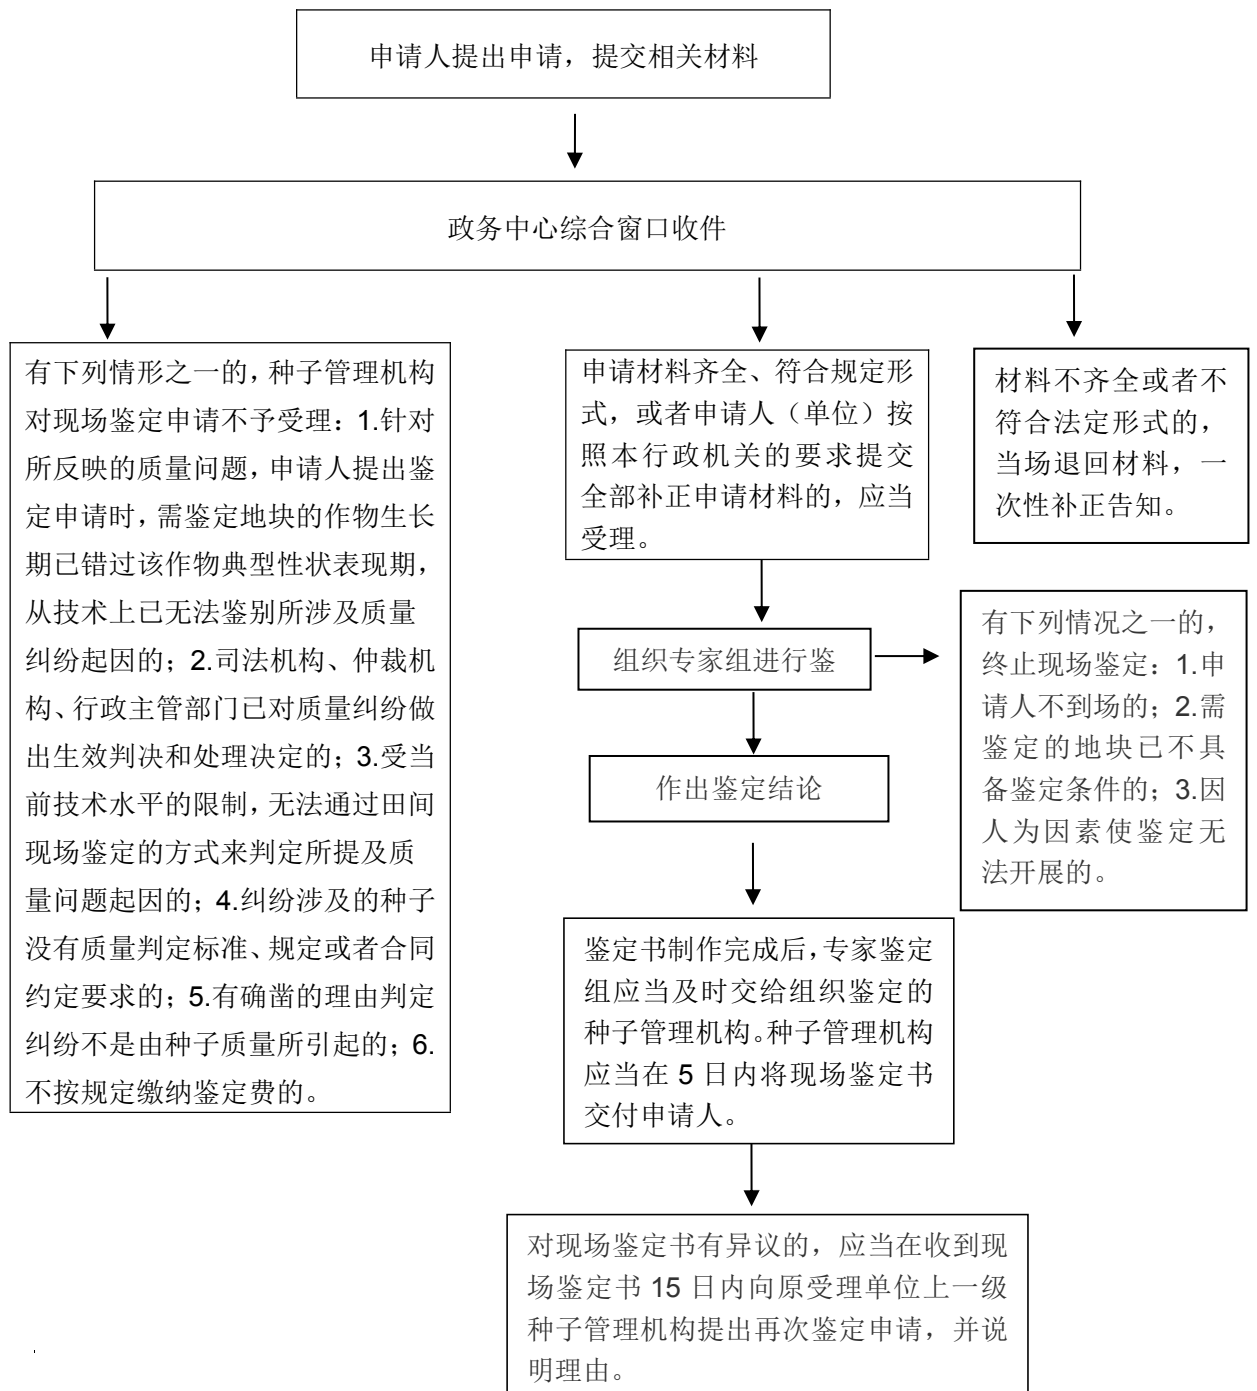 申请人提出申请，提交相关材料
政务中心综合窗口收件
有下列情形之一的，种子管理机构
对现场鉴定申请不予受理：1.针对
所反映的质量问题，申请人提出鉴
定申请时，需鉴定地块的作物生长
期已错过该作物典型性状表现期，
从技术上已无法鉴别所涉及质量
纠纷起因的；2.司法机构、仲裁机
构、行政主管部门已对质量纠纷做
出生效判决和处理决定的；3.受当
前技术水平的限制，无法通过田间
现场鉴定的方式来判定所提及质
量问题起因的；4.纠纷涉及的种子
没有质量判定标准、规定或者合同
约定要求的；5.有确凿的理由判定
纠纷不是由种子质量所引起的；6.
不按规定缴纳鉴定费的。
申请材料齐全、符合规定形
式，或者申请人（单位）按
照本行政机关的要求提交
全部补正申请材料的，应当
受理。
材料不齐全或者不
符合法定形式的，
当场退回材料，一
次性补正告知。
组织专家组进行鉴
有下列情况之一的，
终止现场鉴定：1.申
请人不到场的；2.需
鉴定的地块已不具
备鉴定条件的；3.因
人为因素使鉴定无
法开展的。
作出鉴定结论
鉴定书制作完成后，专家鉴定
组应当及时交给组织鉴定的
种子管理机构。种子管理机构
应当在 5 日内将现场鉴定书
交付申请人。
对现场鉴定书有异议的，应当在收到现
场鉴定书 15 日内向原受理单位上一级
种子管理机构提出再次鉴定申请，并说
明理由。